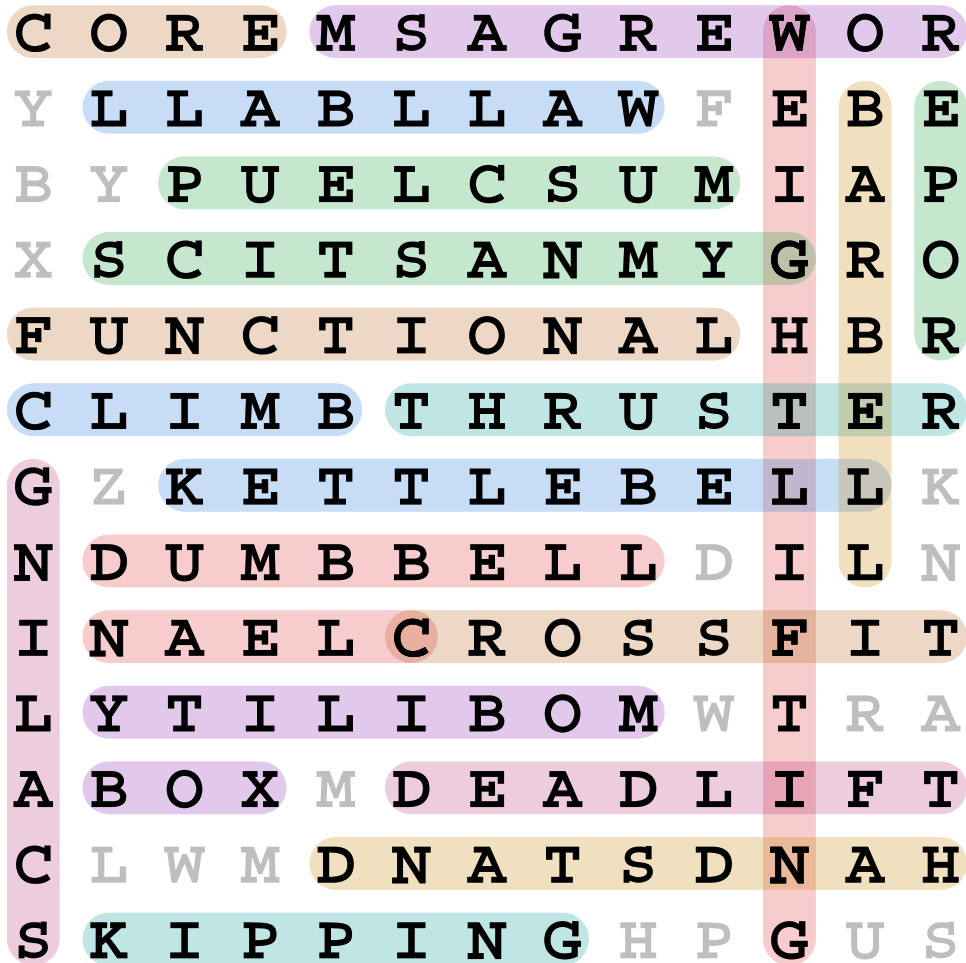 C O R E M S A G R E W O R
Y L L A B L L A W F E B E
B Y P U E L C S U M I A P
X S C I T S A N M Y G R O
F U N C T I O N A L H B R
C L I M B T H R U S T E R
G Z K E T T L E B E L L K
N D U M B B E L L D I L N
I N A E L C R O S S F I T
L Y T I L I B O M W T R A
A B O X M D E A D L I F T
C L W M D N A T S D N A H
S K I P P I N G H P G U S